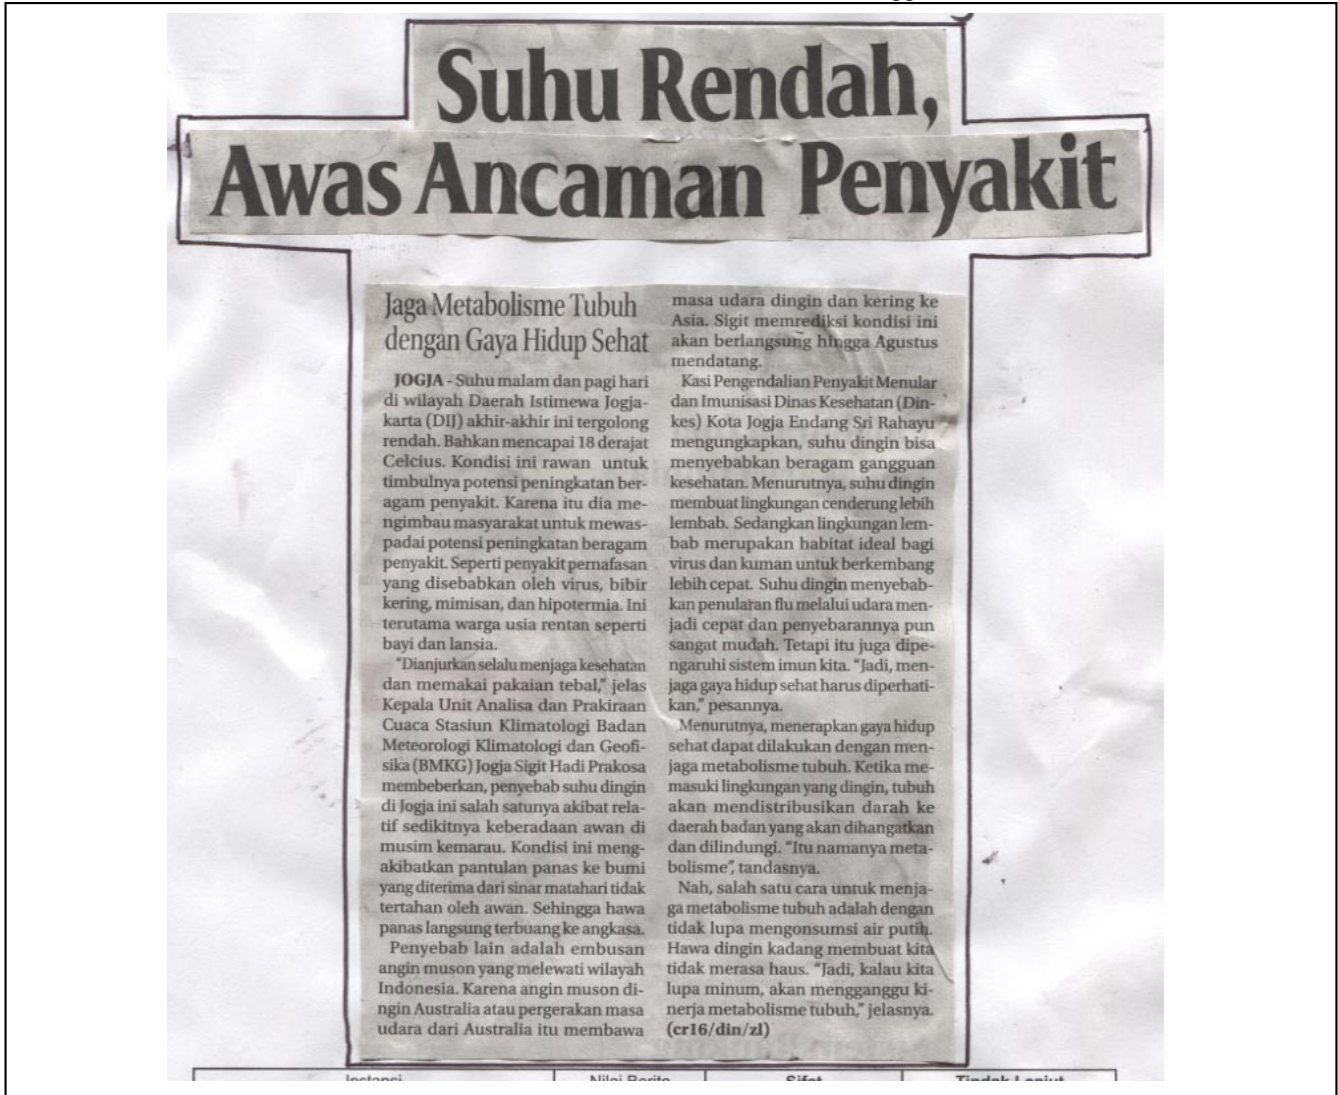 Suhu Rendah,
Awas Ancaman Penyakit
Jaga Metabolisme Tubuh
dengan Gaya Hidup Sehat
JOGJA - Suhu malam dan pagi hari
di wilayah Daerah Istimewa Jogja-
karta (DIJ) akhir-akhir ini tergolong
rendah. Bahkan mencapai 18 derajat
Celcius. Kondisi ini rawan untuk
timbulnya potensi peningkatan ber-
agam penyakit. Karena itu dia me-
ngimbau masyarakat untuk mewas-
padai potensi peningkatan beragam
penyakit. Seperti penyakit pernafasan
yang disebabkan oleh virus, bibir
kering, mimisan, dan hipotermia. Ini
terutama warga usia rentan seperti
bayi dan lansia.
"Dianjurkan selalu menjaga kesehatan
dan memakai pakaian tebal," jelas
Kepala Unit Analisa dan Prakiraan
Cuaca Stasiun Klimatologi Badan
Meteorologi Klimatologi dan Geofi-
sika (BMKG) Jogja Sigit Hadi Prakosa
membeberkan, penyebab suhu dingin
di Jogja ini salah satunya akibat rela-
tif sedikitnya keberadaan awan di
musim kemarau. Kondisi ini meng-
akibatkan pantulan panas ke bumi
yang diterima dari sinar matahari tidak
tertahan oleh awan. Sehingga hawa
panas langsung terbuang ke angkasa.
Penyebab lain adalah embusan
angin muson yang melewati wilayah
Indonesia. Karena angin muson di-
ngin Australia atau pergerakan masa
udara dari Australia itu membawa
masa udara dingin dan kering ke
Asia. Sigit memrediksi kondisi ini
akan berlangsung hingga Agustus
mendatang.
Kasi Pengendalian Penyakit Menular
dan Imunisasi Dinas Kesehatan (Din-
kes) Kota Jogja Endang Sri Rahayu
mengungkapkan, suhu dingin bisa
menyebabkan beragam gangguan
kesehatan. Menurutnya, suhu dingin
membuat lingkungan cenderung lebih
lembab. Sedangkan lingkungan lem-
bab merupakan habitat ideal bagi
virus dan kuman untuk berkembang
lebih cepat. Suhu dingin menyebab-
kan penularan flu melalui udara men-
jadi cepat dan penyebarannya pun
sangat mudah. Tetapi itu juga dipe-
ngaruhi sistem imun kita. "Jadi, men-
jaga gaya hidup sehat harus diperhati-
kan," pesannya.
Menurutnya, menerapkan gaya hidup
sehat dapat dilakukan dengan men-
jaga metabolisme tubuh. Ketika me-
masuki lingkungan yang dingin, tubuh
akan mendistribusikan darah ke
daerah badan yang akan dihangatkan
dan dilindungi. "Itu namanya meta-
bolisme", tandasnya.
Nah, salah satu cara untuk menja-
ga metabolisme tubuh adalah dengan
tidak lupa mengonsumsi air putih.
Hawa dingin kadang membuat kita
tidak merasa haus. "Jadi, kalau kita
lupa minum, akan mengganggu ki-
nerja metabolisme tubuh," jelasnya.
(cr16/din/zl)
Instansi Nilai Berita Sifat Tindak Lanjut